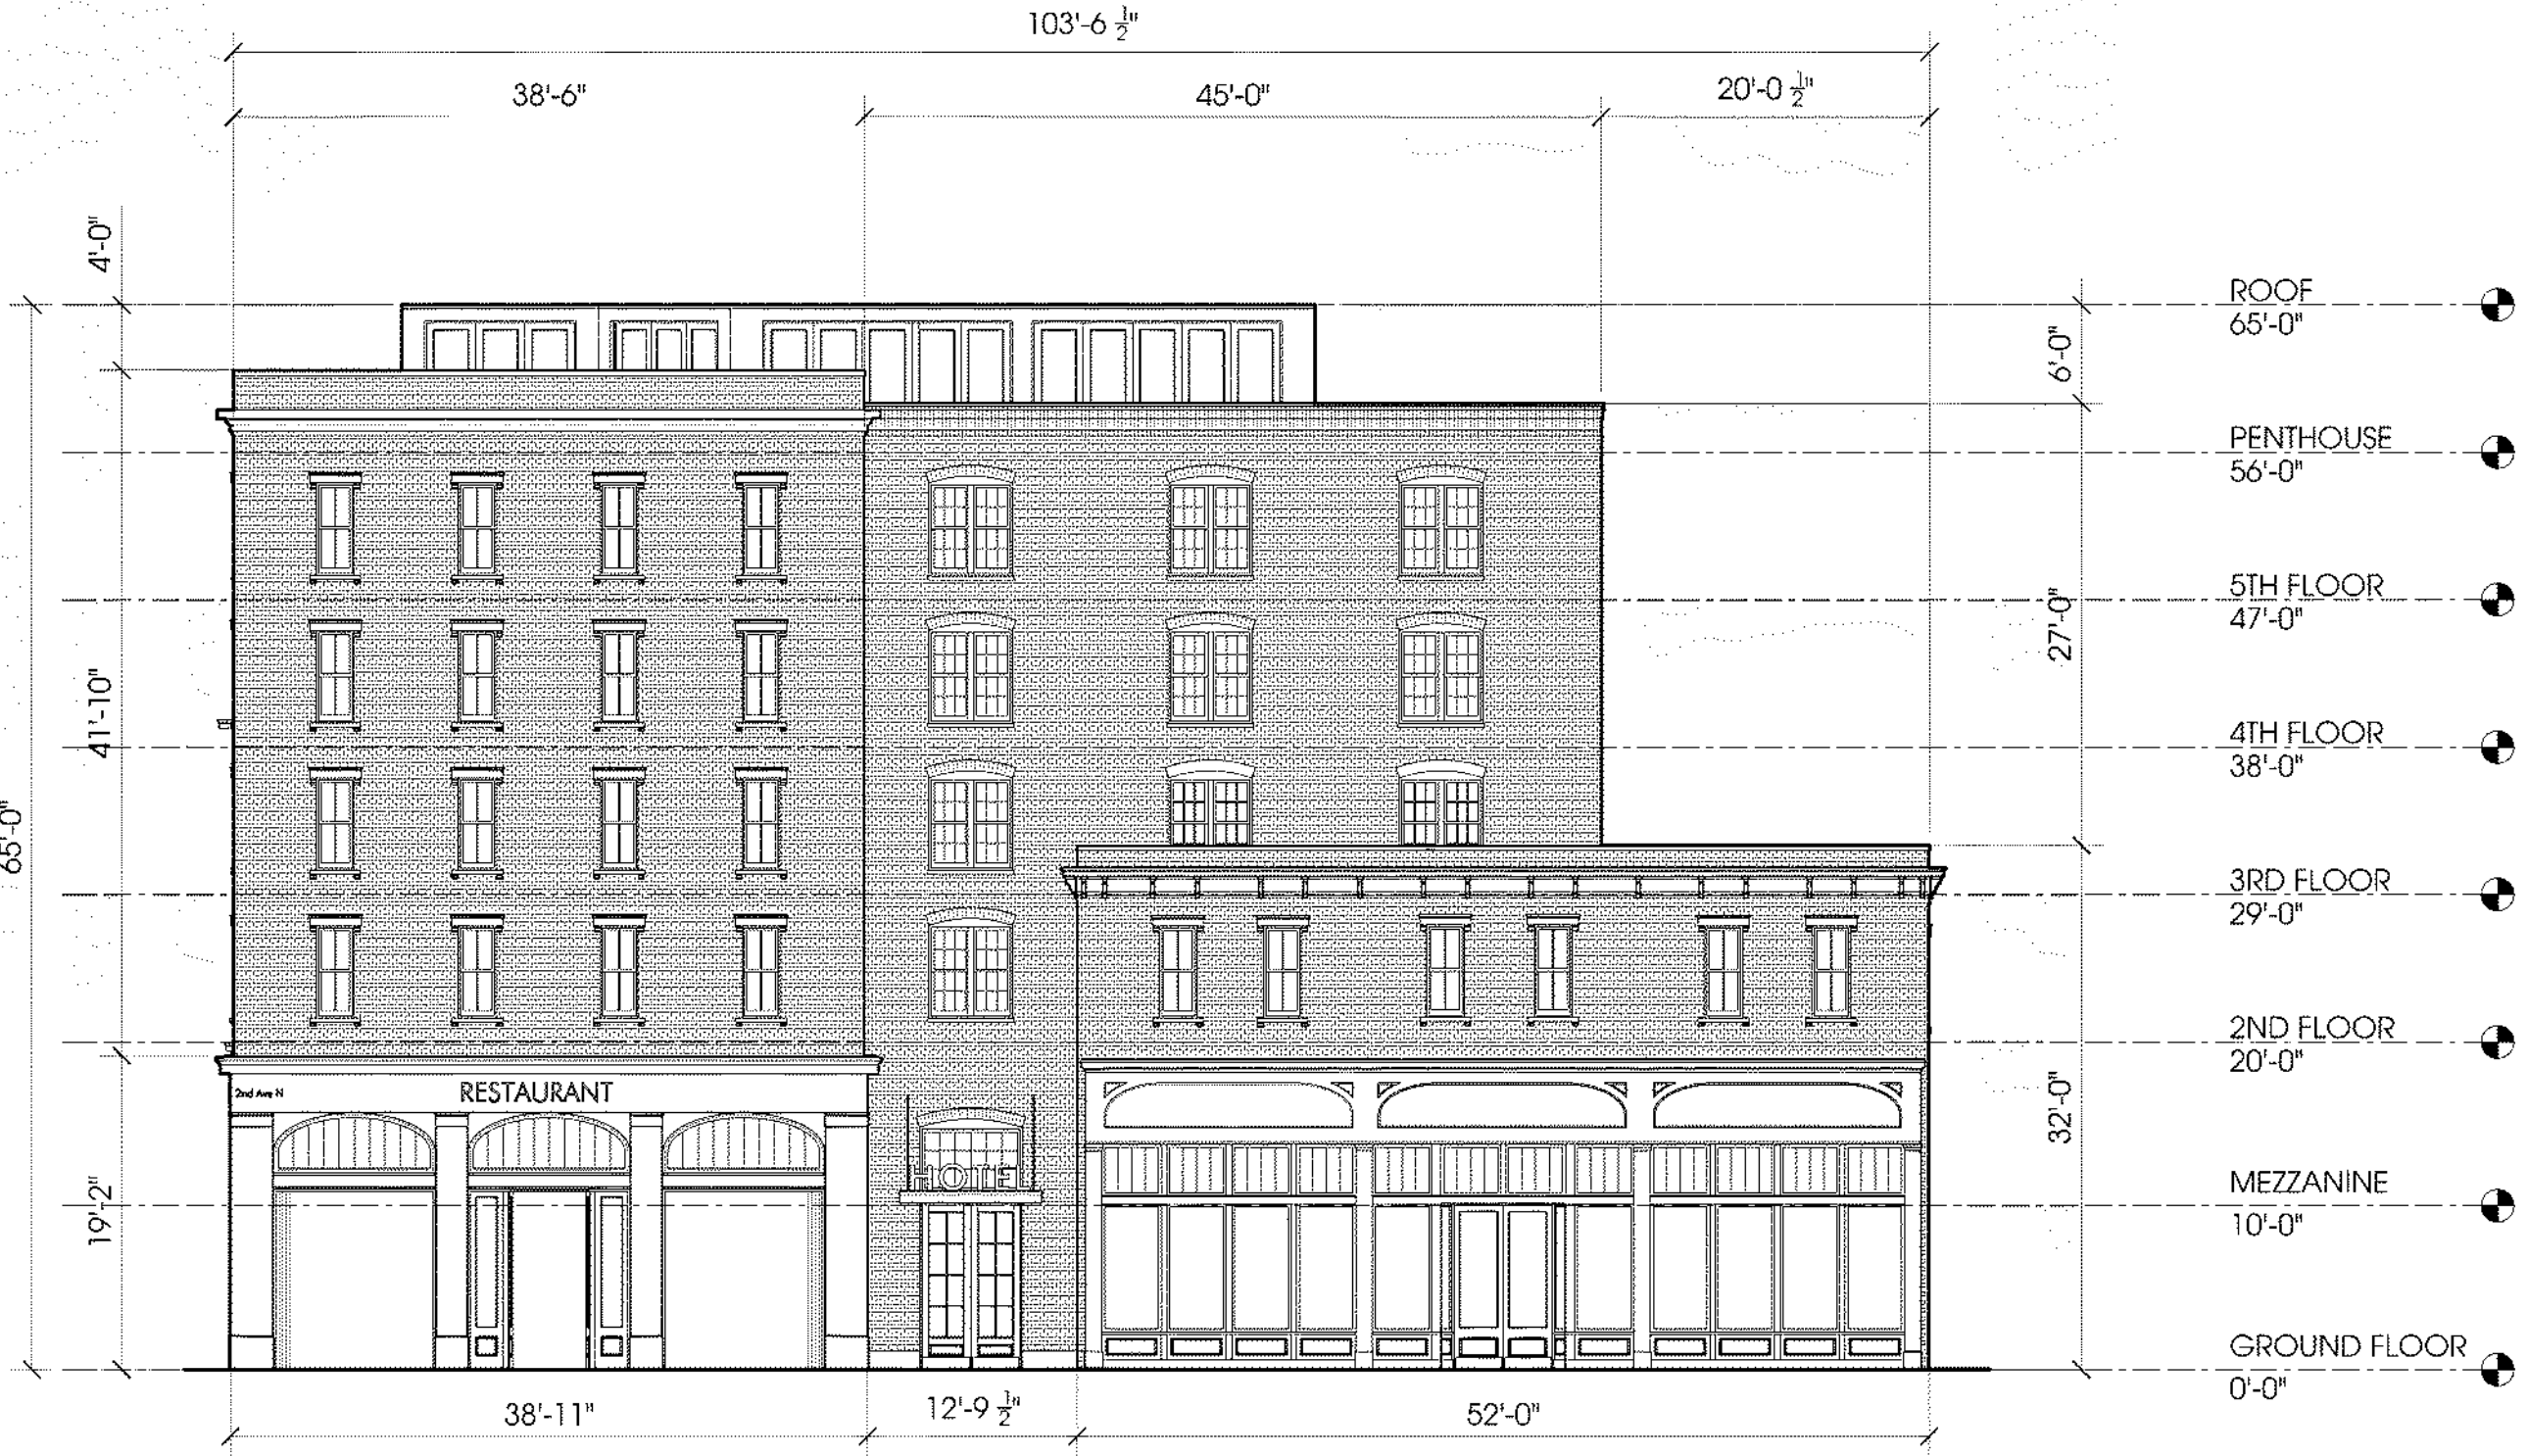 103'-6 1/2"
38'-6"
45'-0"
20'-0 1/2"
4'-0"
ROOF
65'-0"
6'-0"
PENTHOUSE
56'-0"
5TH FLOOR
47'-0"
27'-0"
41'-10"
4TH FLOOR
38'-0"
65'-0"
3RD FLOOR
29'-0"
2ND FLOOR
20'-0"
2nd Ave N
RESTAURANT
32'-0"
HOTEL
MEZZANINE
10'-0"
19'-2"
GROUND FLOOR
0'-0"
38'-11"
12'-9 1/2"
52'-0"